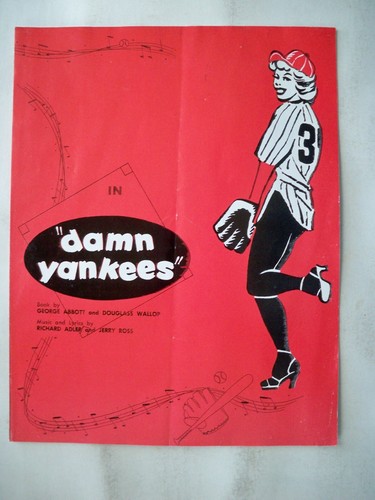 IN
"damn
yankees"
Book by
GEORGE ABBOTT and DOUGLASS WALLOP
Music and Lyrics by
RICHARD ADLER and JERRY ROSS
3